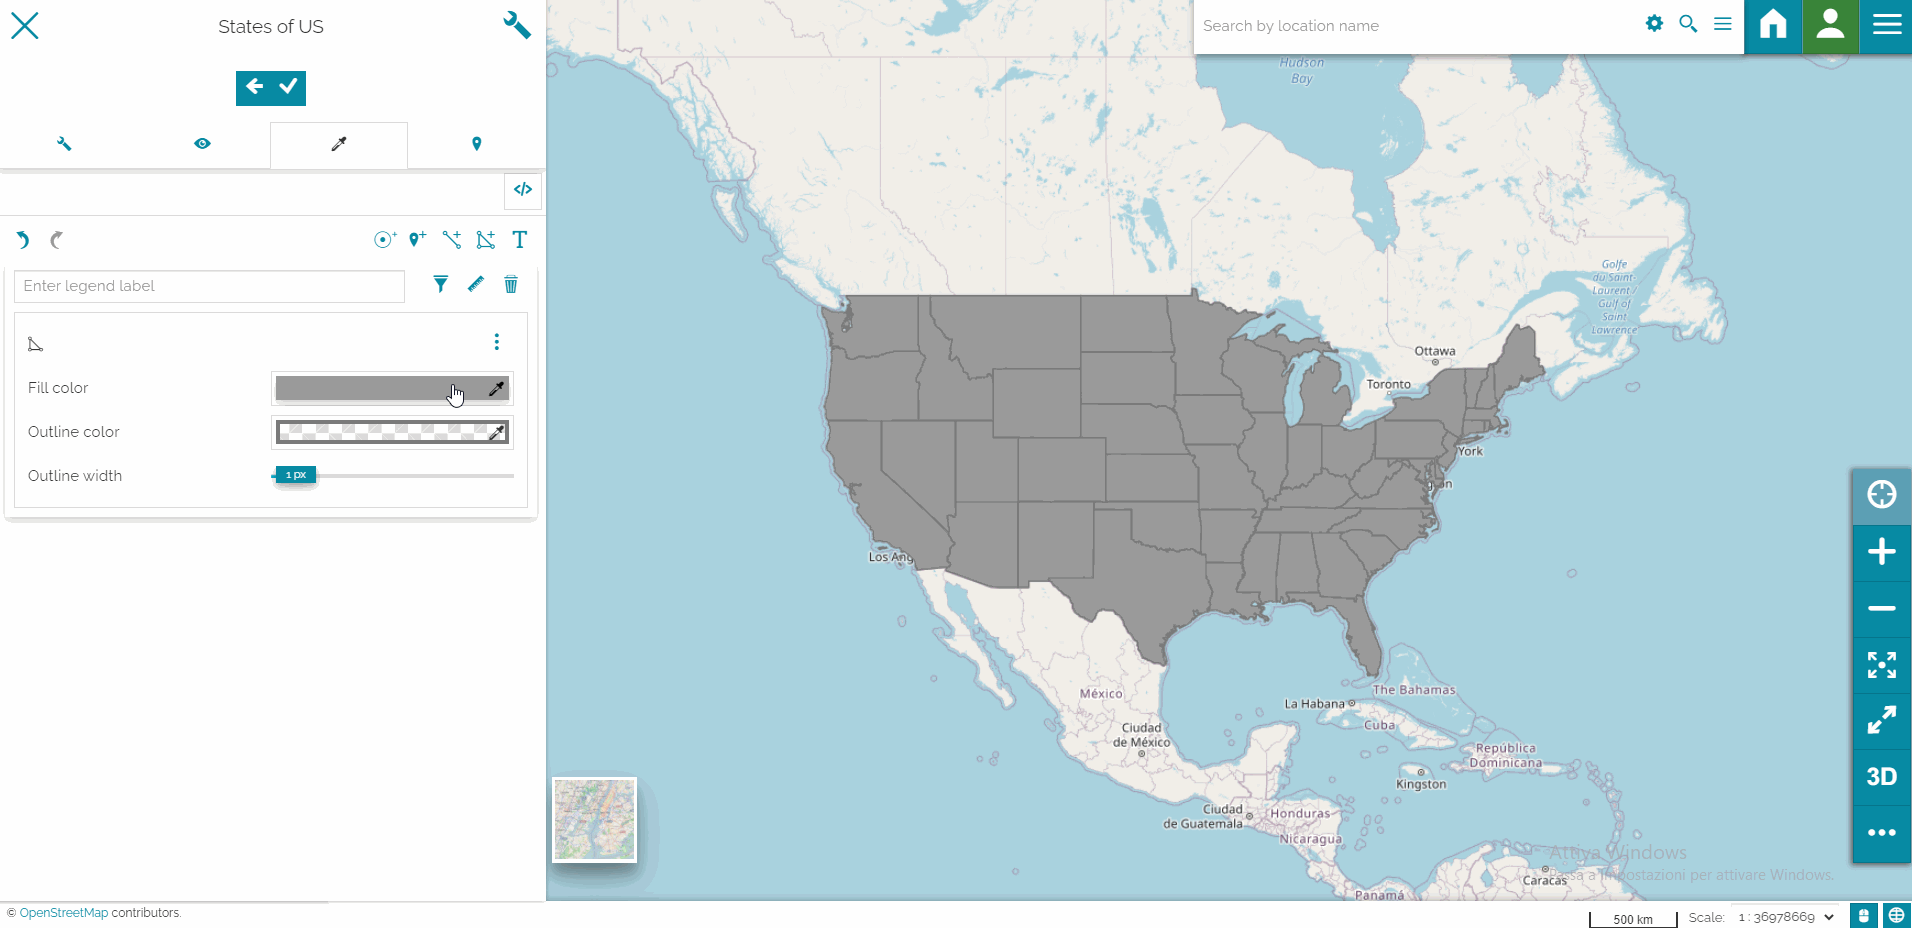 States of US
Search by location name
</>
T
Enter legend label
Fill color
Outline color
Outline width
1 px
Hudson
Bay
Golfe
du Saint-
Laurent /
Gulf of
Saint
Lawrence
Ottawa
Toronto
York
Los Ang
México
Ciudad
de México
The Bahamas
La Habana
Cuba
República
Dominicana
Kingston
Ciudad
de Guatemala
Honduras
Nicaragua
Caracas
Panamá
3D
Attiva Windows
Passa a Impostazioni per attivare Windows.
© OpenStreetMap contributors.
500 km
Scale:
1 : 36978669